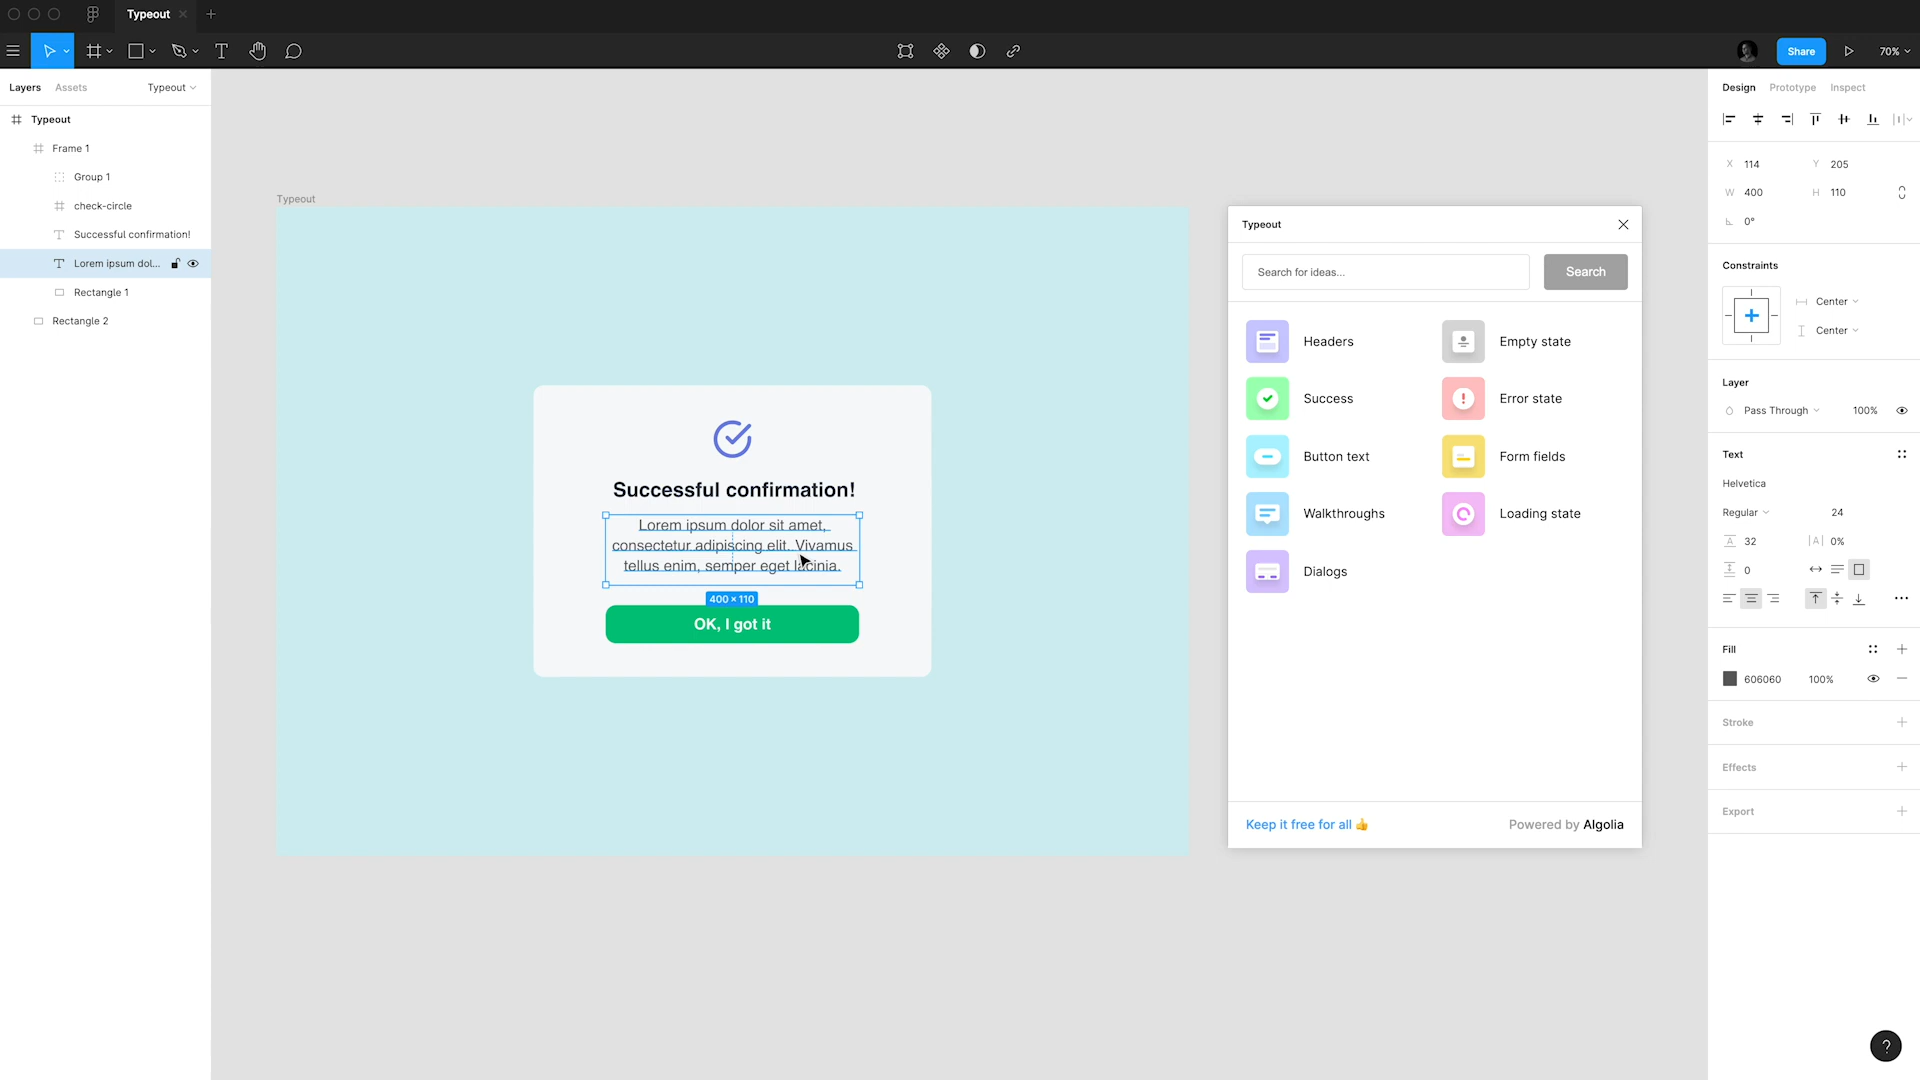 Typeout
Share
70%
Layers
Assets
Typeout
Typeout
Frame 1
Group 1
check-circle
Successful confirmation!
Lorem ipsum dol...
Rectangle 1
Rectangle 2
Typeout
Successful confirmation!
Lorem ipsum dolor sit amet,
consectetur adipiscing elit. Vivamus
tellus enim, semper eget lacinia.
400 × 110
OK, I got it
Typeout
Search for ideas...
Search
Headers
Empty state
Success
Error state
Button text
Form fields
Walkthroughs
Loading state
Dialogs
Keep it free for all 👍
Powered by Algolia
Design
Prototype
Inspect
X 114
Y 205
W 400
H 110
0°
Constraints
Center
Center
Layer
Pass Through
100%
Text
Helvetica
Regular
24
32
0%
0
Fill
606060
100%
Stroke
Effects
Export
?